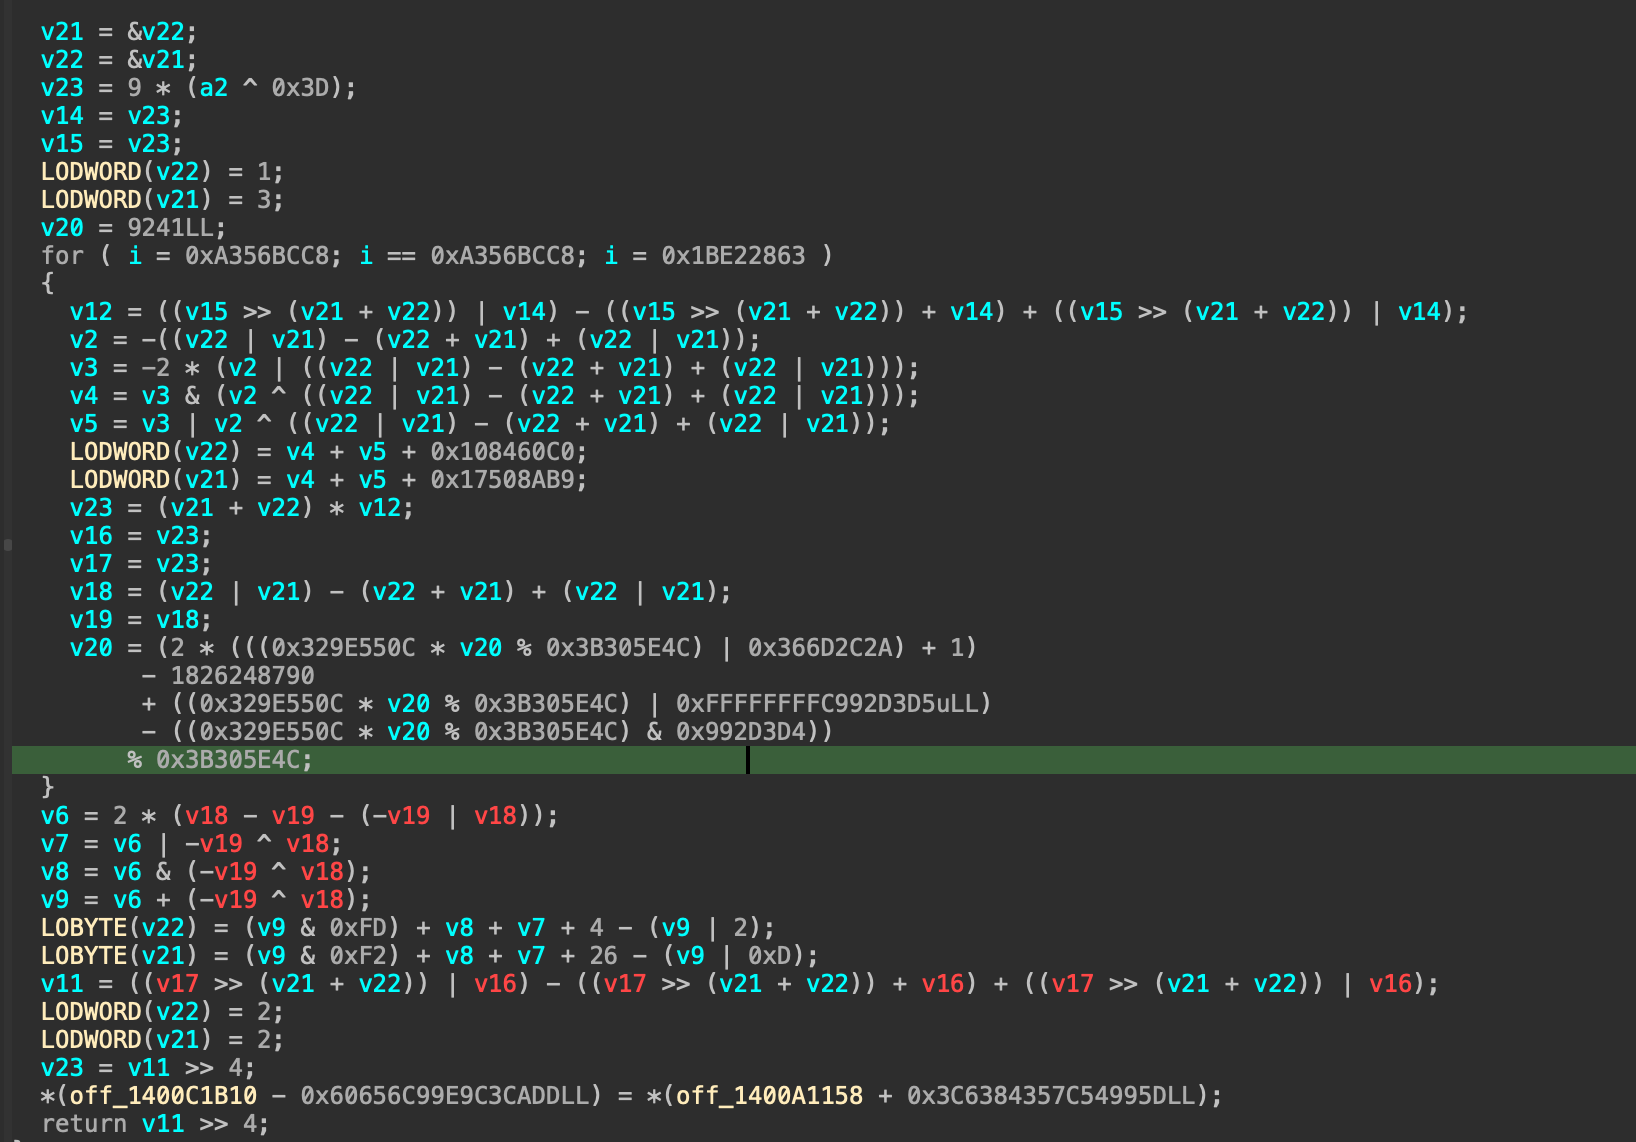 v21 = &v22;
v22 = &v21;
v23 = 9 * (a2 ^ 0x3D);
v14 = v23;
v15 = v23;
LODWORD(v22) = 1;
LODWORD(v21) = 3;
v20 = 9241LL;
for ( i = 0xA356BCC8; i == 0xA356BCC8; i = 0x1BE22863 )
{
v12 = ((v15 >> (v21 + v22)) | v14) - ((v15 >> (v21 + v22)) + v14) + ((v15 >> (v21 + v22)) | v14);
v2 = -((v22 | v21) - (v22 + v21) + (v22 | v21));
v3 = -2 * (v2 | ((v22 | v21) - (v22 + v21) + (v22 | v21)));
v4 = v3 & (v2 ^ ((v22 | v21) - (v22 + v21) + (v22 | v21)));
v5 = v3 | v2 ^ ((v22 | v21) - (v22 + v21) + (v22 | v21));
LODWORD(v22) = v4 + v5 + 0x108460C0;
LODWORD(v21) = v4 + v5 + 0x17508AB9;
v23 = (v21 + v22) * v12;
v16 = v23;
v17 = v23;
v18 = (v22 | v21) - (v22 + v21) + (v22 | v21);
v19 = v18;
v20 = (2 * (((0x329E550C * v20 % 0x3B305E4C) | 0x366D2C2A) + 1)
- 1826248790
+ ((0x329E550C * v20 % 0x3B305E4C) | 0xFFFFFFFFC992D3D5uLL)
- ((0x329E550C * v20 % 0x3B305E4C) & 0x992D3D4))
% 0x3B305E4C;
}
v6 = 2 * (v18 - v19 - (-v19 | v18));
v7 = v6 | -v19 ^ v18;
v8 = v6 & (-v19 ^ v18);
v9 = v6 + (-v19 ^ v18);
LOBYTE(v22) = (v9 & 0xFD) + v8 + v7 + 4 - (v9 | 2);
LOBYTE(v21) = (v9 & 0xF2) + v8 + v7 + 26 - (v9 | 0xD);
v11 = ((v17 >> (v21 + v22)) | v16) - ((v17 >> (v21 + v22)) + v16) + ((v17 >> (v21 + v22)) | v16);
LODWORD(v22) = 2;
LODWORD(v21) = 2;
v23 = v11 >> 4;
*(off_1400C1B10 - 0x60656C99E9C3CADDLL) = *(off_1400A1158 + 0x3C6384357C54995DLL);
return v11 >> 4;